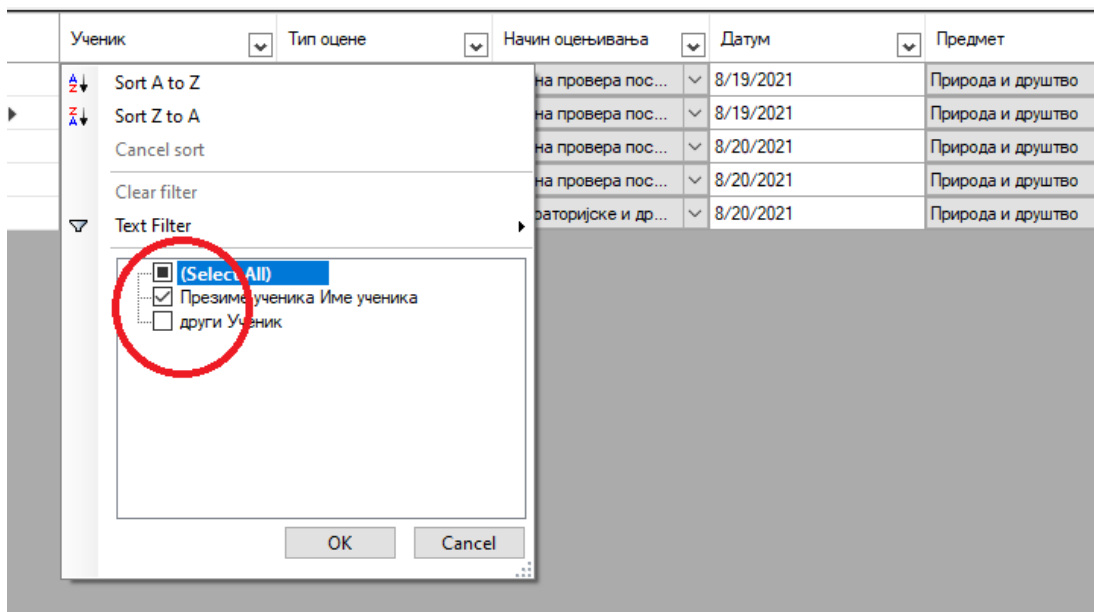 Ученик Тип оцене Начин оцењивања Датум Предмет
Sort A to Z на провера пос... 8/19/2021 Природа и друштво
Sort Z to A на провера пос... 8/19/2021 Природа и друштво
Cancel sort на провера пос... 8/20/2021 Природа и друштво
Clear filter на провера пос... 8/20/2021 Природа и друштво
Text Filter раторијске и др... 8/20/2021 Природа и друштво
(Select All)
Презиме ученика Име ученика
други Ученик
OK Cancel